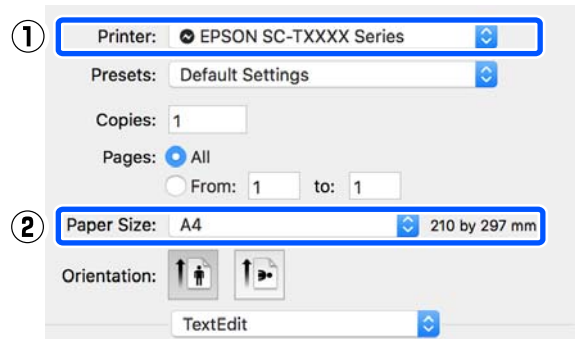 ① Printer: EPSON SC-TXXXX Series
Presets: Default Settings
Copies: 1
Pages: All
From: 1 to: 1
② Paper Size: A4 210 by 297 mm
Orientation:
TextEdit